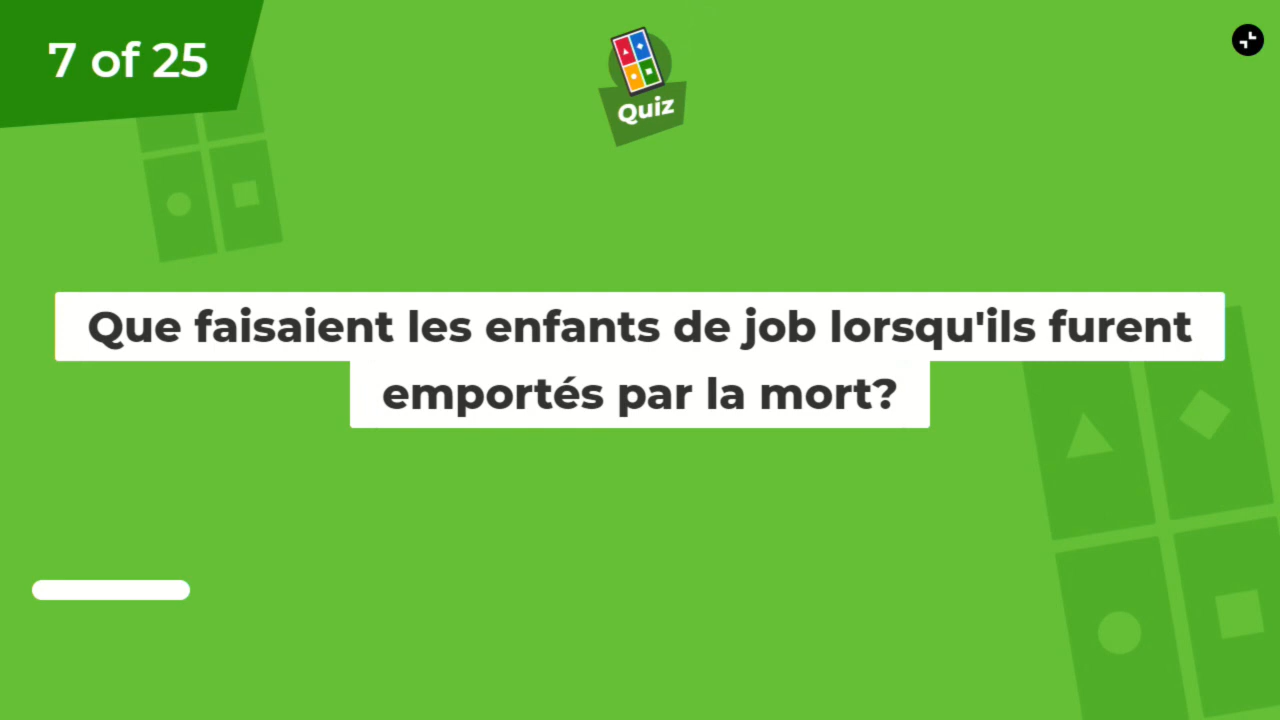 7 of 25
Quiz
Que faisaient les enfants de job lorsqu'ils furent
emportés par la mort?